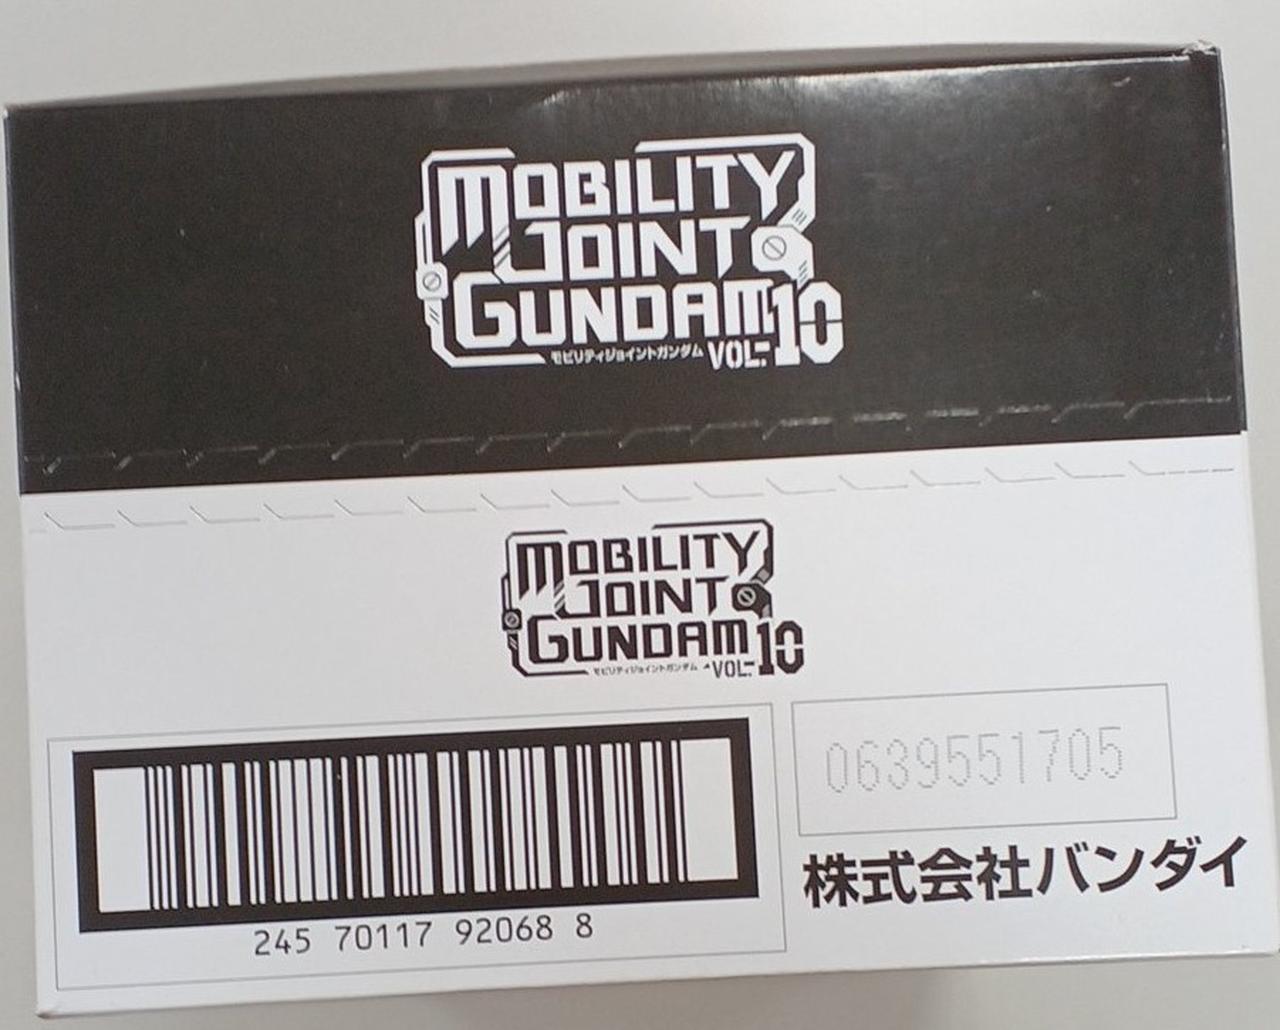 MOBILITY
JOINT
GUNDAM
モビリティジョイントガンダム VOL. 10
MOBILITY
JOINT
GUNDAM
モビリティジョイントガンダム VOL. 10
0639551705
株式会社バンダイ
245 70117 92068 8